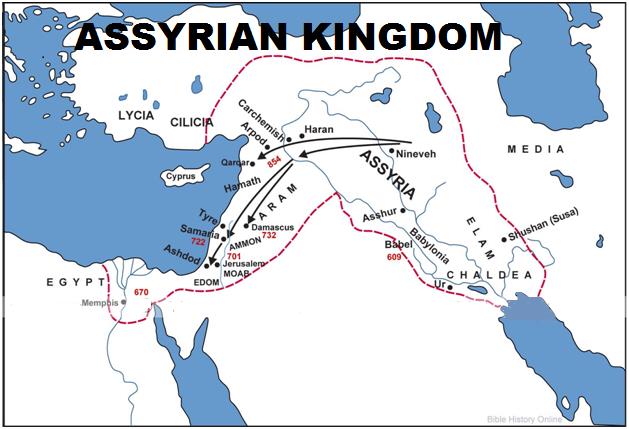 ASSYRIAN KINGDOM
LYCIA
CILICIA
Carchemish
Arpod
Haran
Qarqar
854
Nineveh
MEDIA
Cyprus
Hamath
ARAM
ASSYRIA
Tyre
Samaria
722
Damascus
732
AMMON
701
Asshur
Babel
609
Babylonia
ELAM
Shushan (Susa)
Ashdod
Jerusalem
MOAB
EDOM
CHALDEA
Ur
EGYPT
670
Memphis
Bible History Online